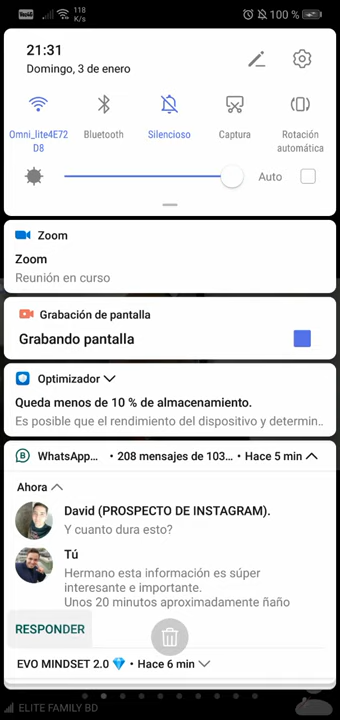 118
K/s
100 %
21:31
Domingo, 3 de enero
Omni_lite4E72
D8
Bluetooth
Silencioso
Captura
Rotación
automática
Auto
Zoom
Zoom
Reunión en curso
Grabación de pantalla
Grabando pantalla
Optimizador
Queda menos de 10 % de almacenamiento.
Es posible que el rendimiento del dispositivo y determin..
WhatsApp... • 208 mensajes de 103... • Hace 5 min
Ahora
David (PROSPECTO DE INSTAGRAM).
Y cuanto dura esto?
Tú
Hermano esta información es súper
interesante e importante.
Unos 20 minutos aproximadamente ñaño
RESPONDER
EVO MINDSET 2.0 💎 • Hace 6 min
ELITE FAMILY BD